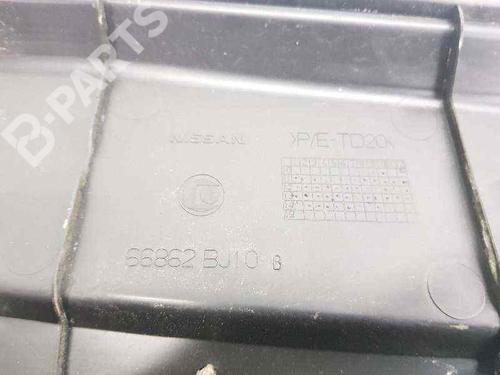 B-PARTS
NISSAN
>P/E-TD20<
66862 BJ10 B